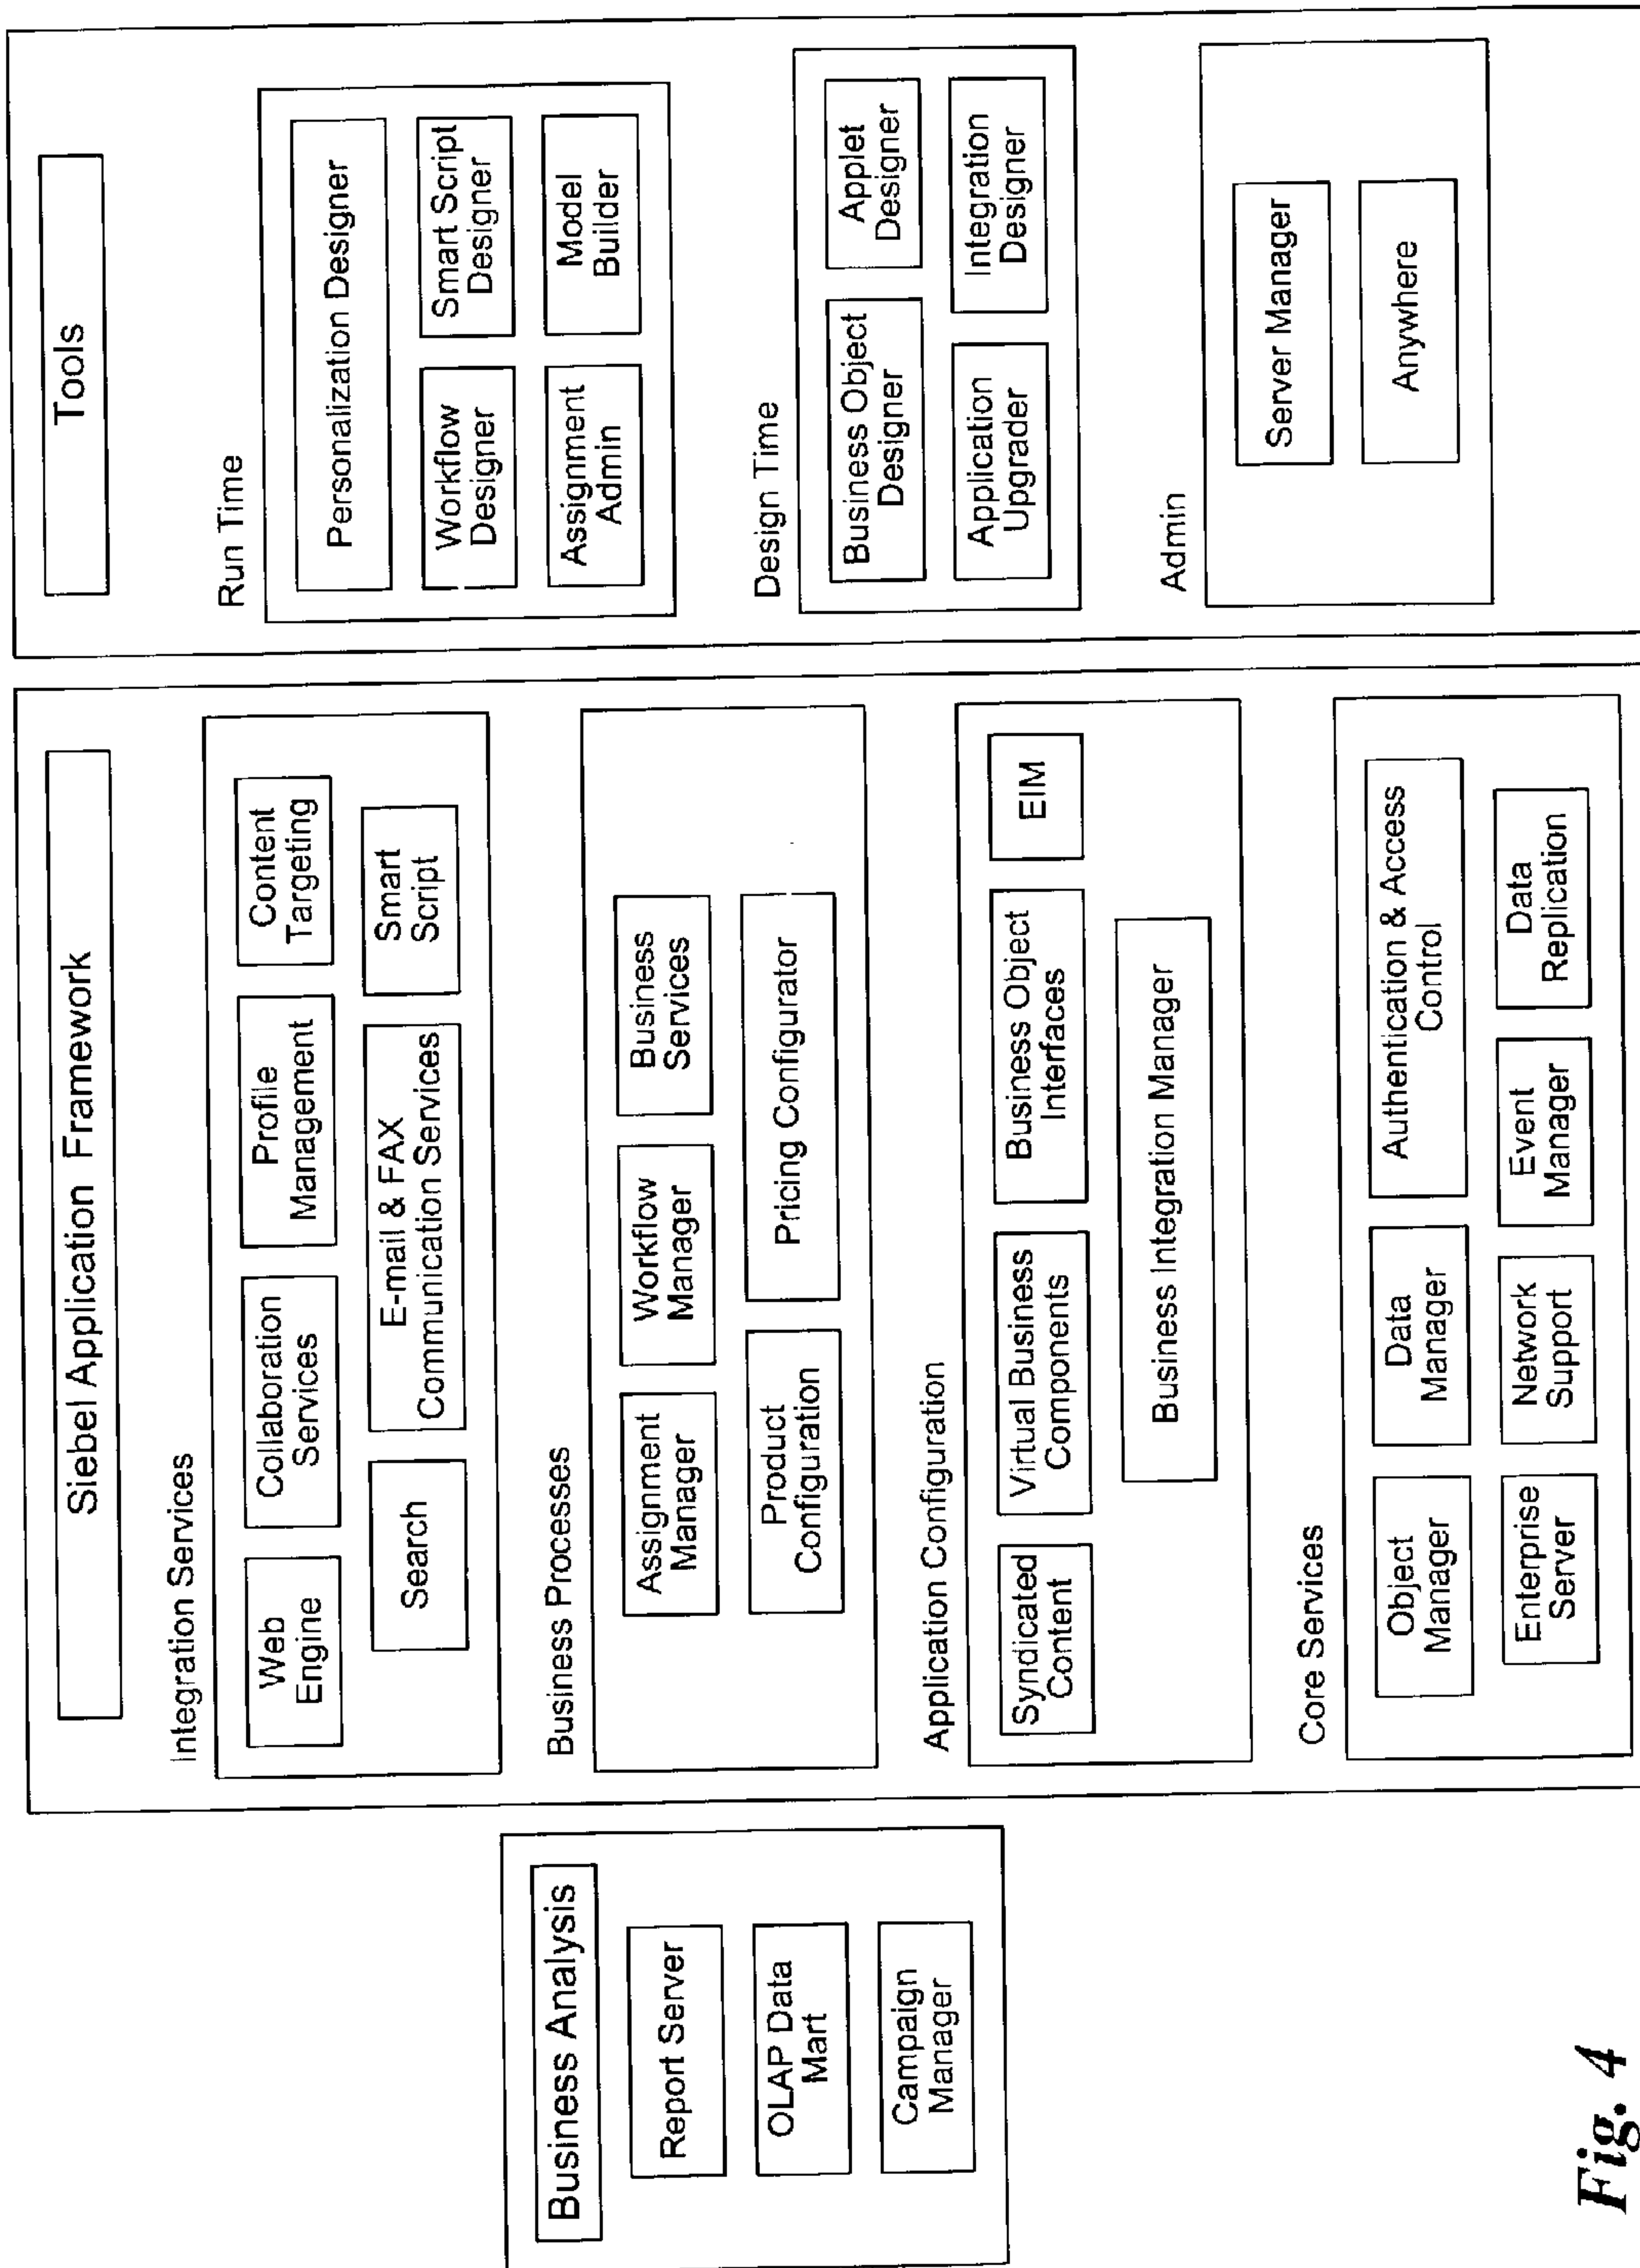 Business Analysis
Report Server
OLAP Data
Mart
Campaign
Manager
Siebel Application Framework
Integration Services
Web
Engine
Collaboration
Services
Profile
Management
Content
Targeting
Search
E-mail & FAX
Communication Services
Smart
Script
Business Processes
Assignment
Manager
Workflow
Manager
Business
Services
Product
Configuration
Pricing Configurator
Application Configuration
Syndicated
Content
Virtual Business
Components
Business Object
Interfaces
EIM
Business Integration Manager
Core Services
Object
Manager
Data
Manager
Authentication & Access
Control
Enterprise
Server
Network
Support
Event
Manager
Data
Replication
Tools
Run Time
Personalization Designer
Workflow
Designer
Smart Script
Designer
Assignment
Admin
Model
Builder
Design Time
Business Object
Designer
Applet
Designer
Application
Upgrader
Integration
Designer
Admin
Server Manager
Anywhere
Fig. 4